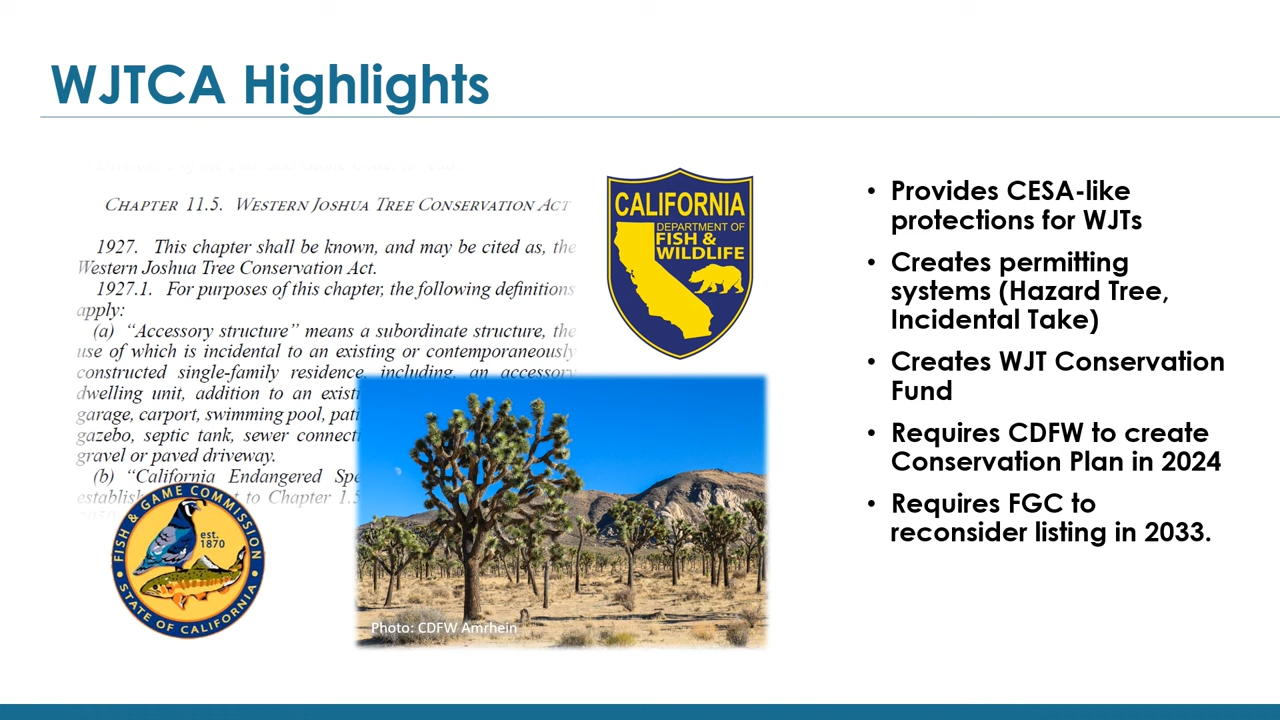 WJTCA Highlights
CHAPTER 11.5. WESTERN JOSHUA TREE CONSERVATION ACT
1927. This chapter shall be known, and may be cited as, the
Western Joshua Tree Conservation Act.
1927.1. For purposes of this chapter, the following definitions
apply:
(a) “Accessory structure” means a subordinate structure, the
use of which is incidental to an existing or contemporaneously
constructed single-family residence, including, an accessory
dwelling unit, addition to an existi
garage, carport, swimming pool, pati
gazebo, septic tank, sewer connecti
gravel or paved driveway.
(b) “California Endangered Spe
establish to Chapter 1.5
CALIFORNIA
DEPARTMENT OF
FISH &
WILDLIFE
FISH & GAME COMMISSION
est.
1870
STATE OF CALIFORNIA
Photo: CDFW Amrhein
• Provides CESA-like
protections for WJTs
• Creates permitting
systems (Hazard Tree,
Incidental Take)
• Creates WJT Conservation
Fund
• Requires CDFW to create
Conservation Plan in 2024
• Requires FGC to
reconsider listing in 2033.